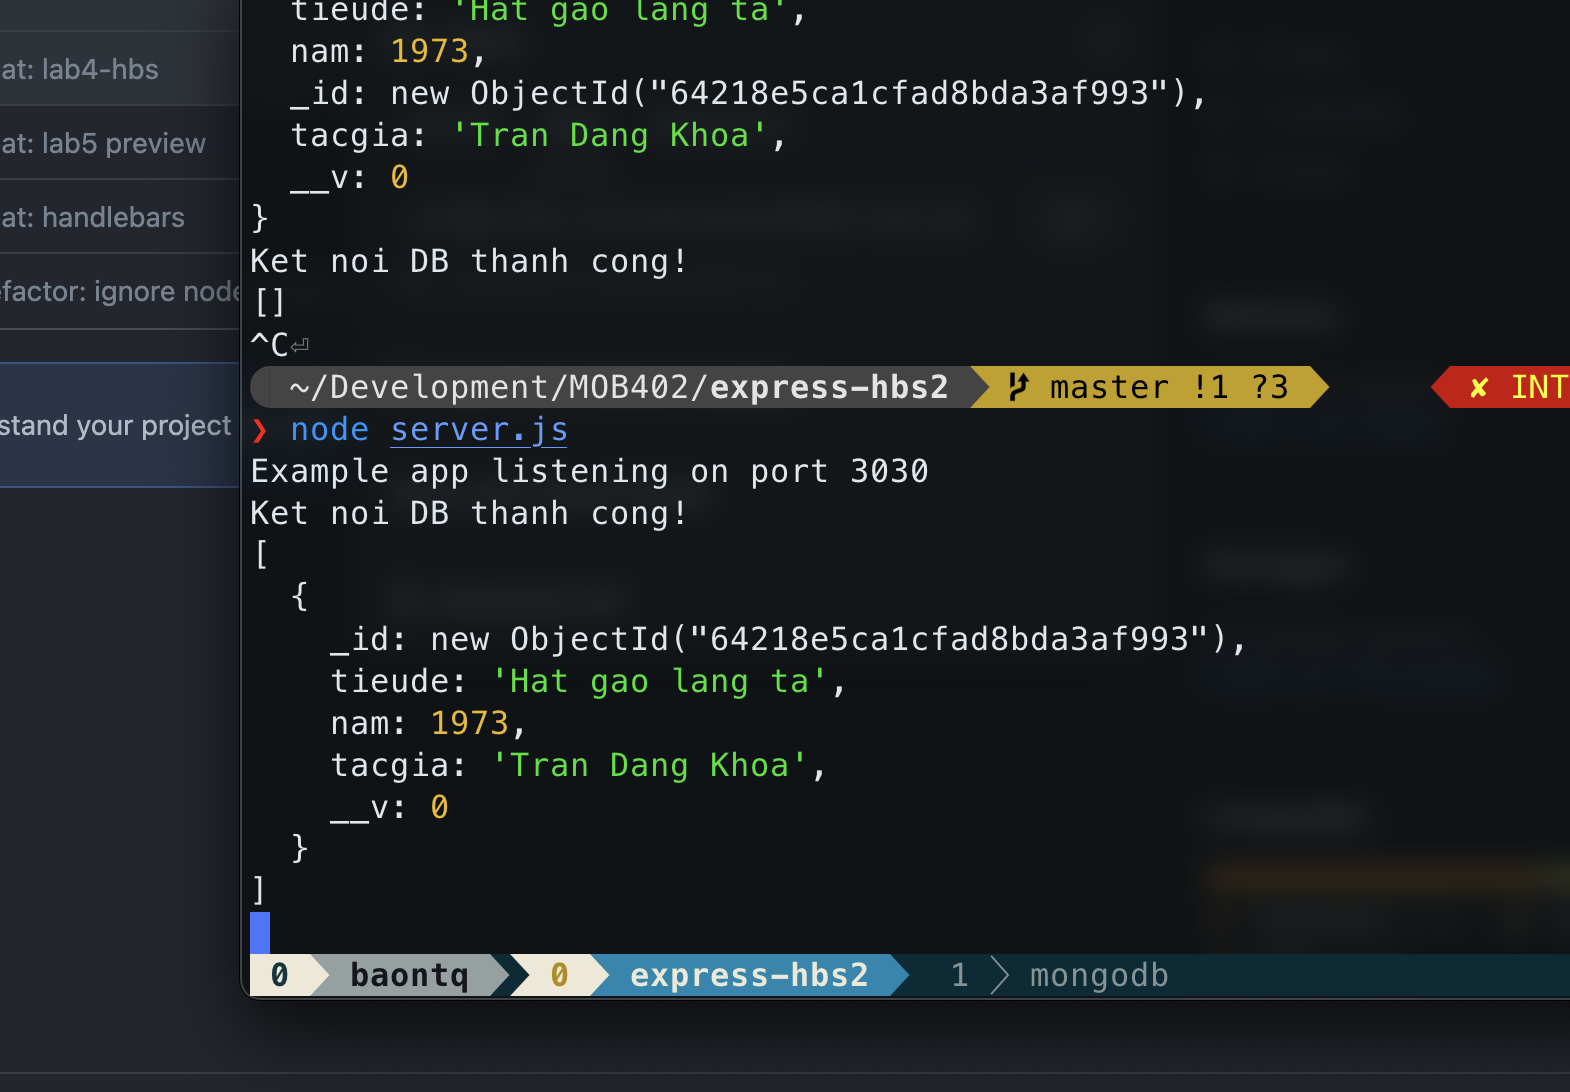 at: lab4-hbs
at: lab5 preview
at: handlebars
efactor: ignore node
stand your project
tieude: 'Hat gao lang ta',
nam: 1973,
_id: new ObjectId("64218e5ca1cfad8bda3af993"),
tacgia: 'Tran Dang Khoa',
__v: 0
}
Ket noi DB thanh cong!
[]
^C⏎
~/Development/MOB402/express-hbs2 master !1 ?3 ✘ INT
❯ node server.js
Example app listening on port 3030
Ket noi DB thanh cong!
[
{
_id: new ObjectId("64218e5ca1cfad8bda3af993"),
tieude: 'Hat gao lang ta',
nam: 1973,
tacgia: 'Tran Dang Khoa',
__v: 0
}
]
0 baontq 0 express-hbs2 1 mongodb